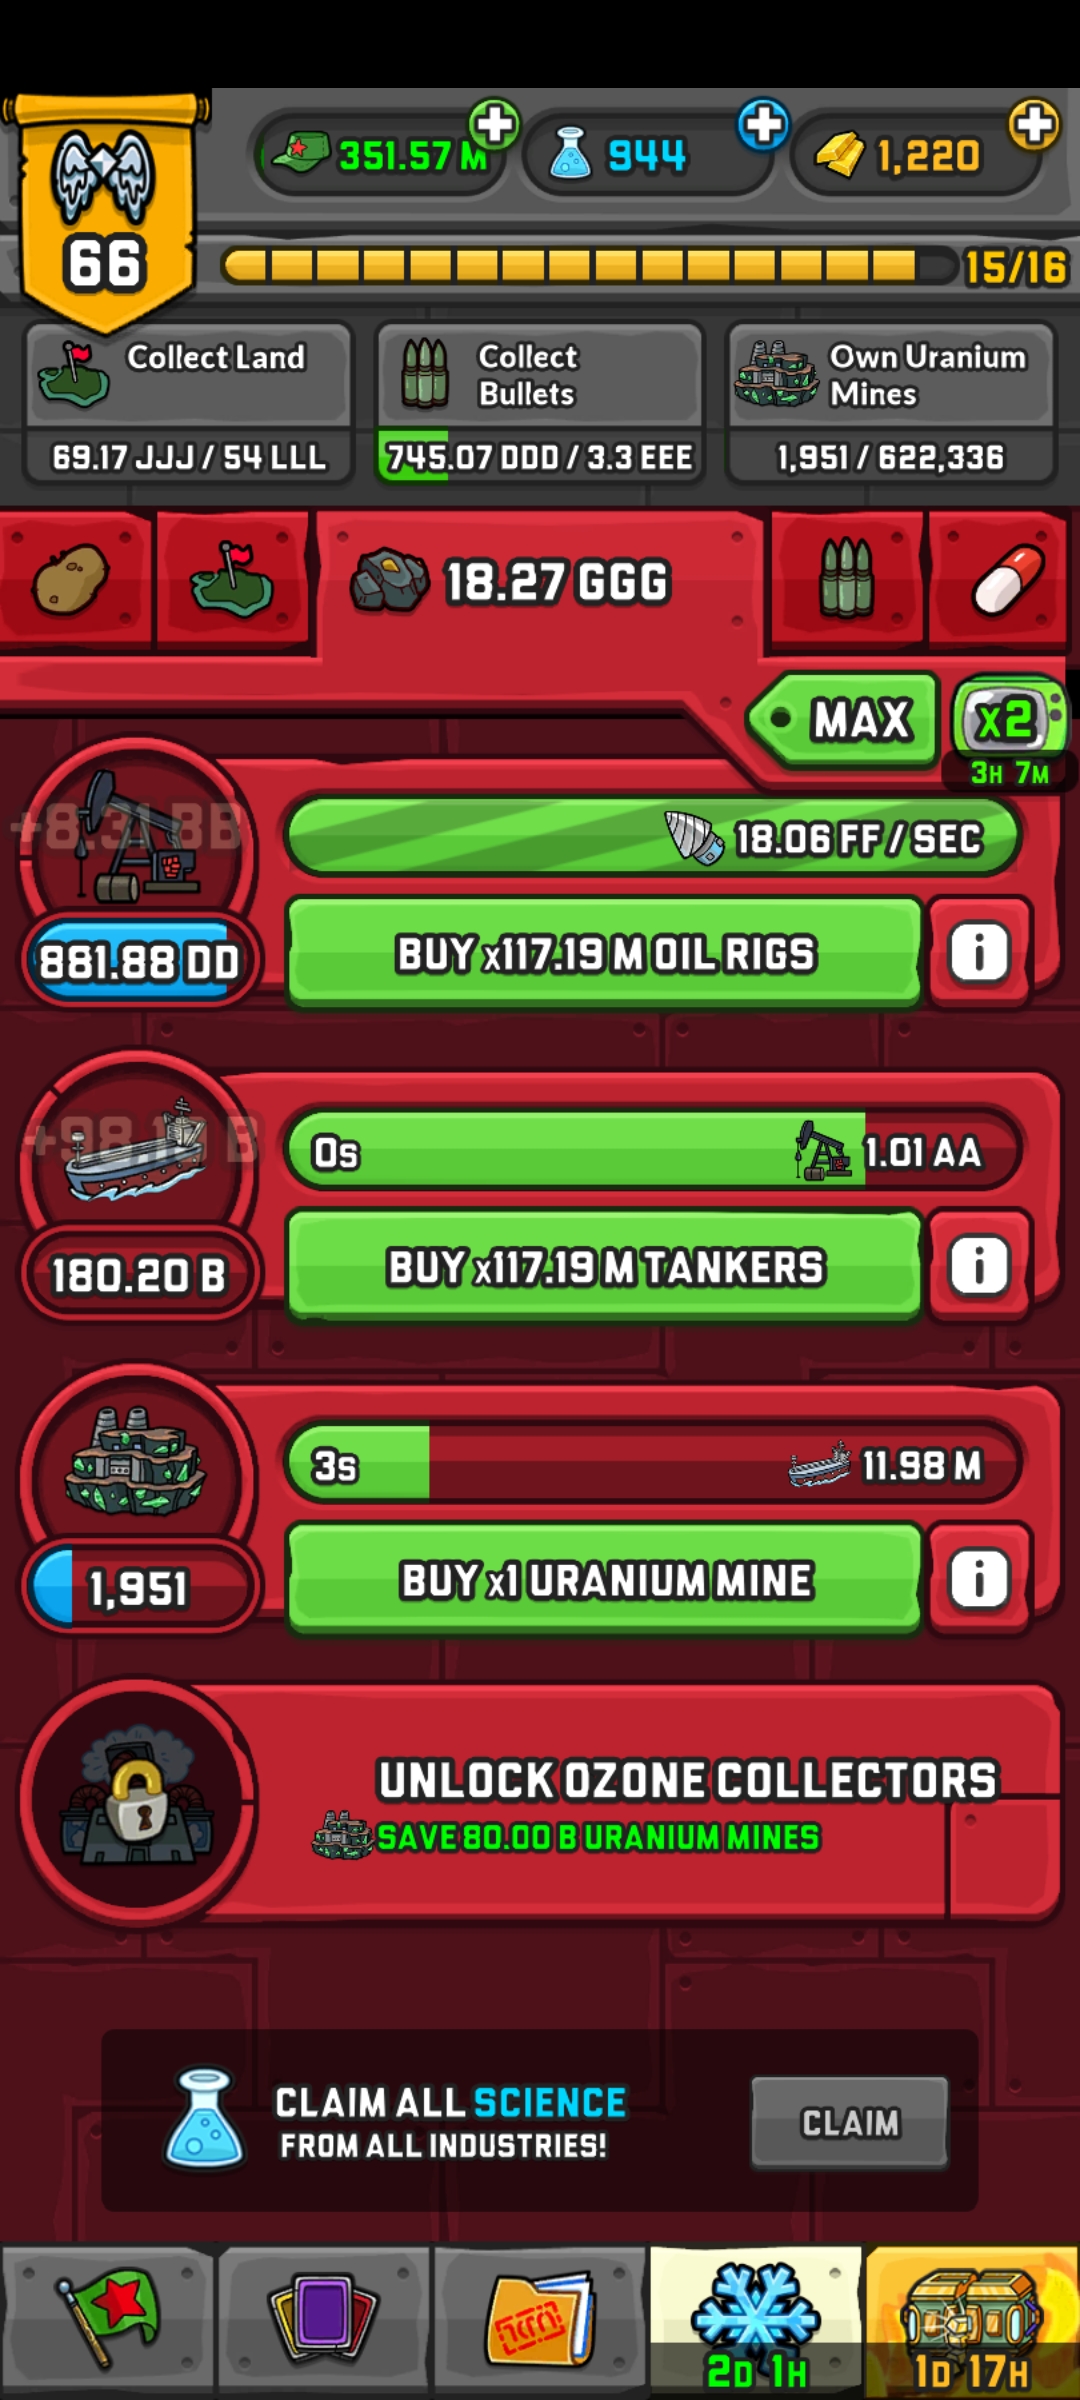 351.57 M
944
1,220
66
15/16
Collect Land
69.17 JJJ / 54 LLL
Collect
Bullets
745.07 DDD / 3.3 EEE
Own Uranium
Mines
1,951 / 622,336
18.27 GGG
MAX
x2
3H 7M
18.06 FF / SEC
881.88 DD
BUY x117.19 M OIL RIGS
i
0s
1.01 AA
180.20 B
BUY x117.19 M TANKERS
i
3s
11.98 M
1,951
BUY x1 URANIUM MINE
i
UNLOCK OZONE COLLECTORS
SAVE 80.00 B URANIUM MINES
CLAIM ALL SCIENCE
FROM ALL INDUSTRIES!
CLAIM
2D 1H
1D 17H